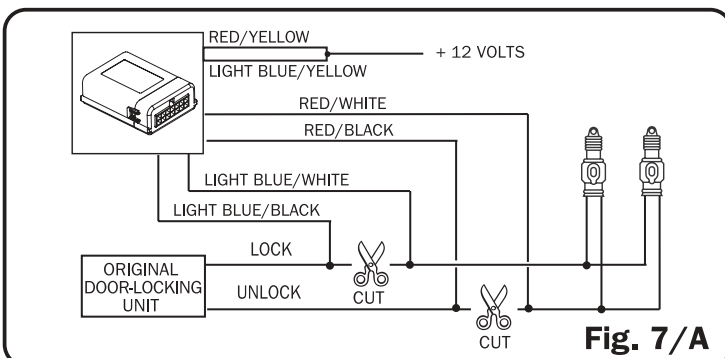 RED/YELLOW
+ 12 VOLTS
LIGHT BLUE/YELLOW
RED/WHITE
RED/BLACK
LIGHT BLUE/WHITE
LIGHT BLUE/BLACK
LOCK
ORIGINAL
DOOR-LOCKING
UNIT
CUT
UNLOCK
CUT
Fig. 7/A